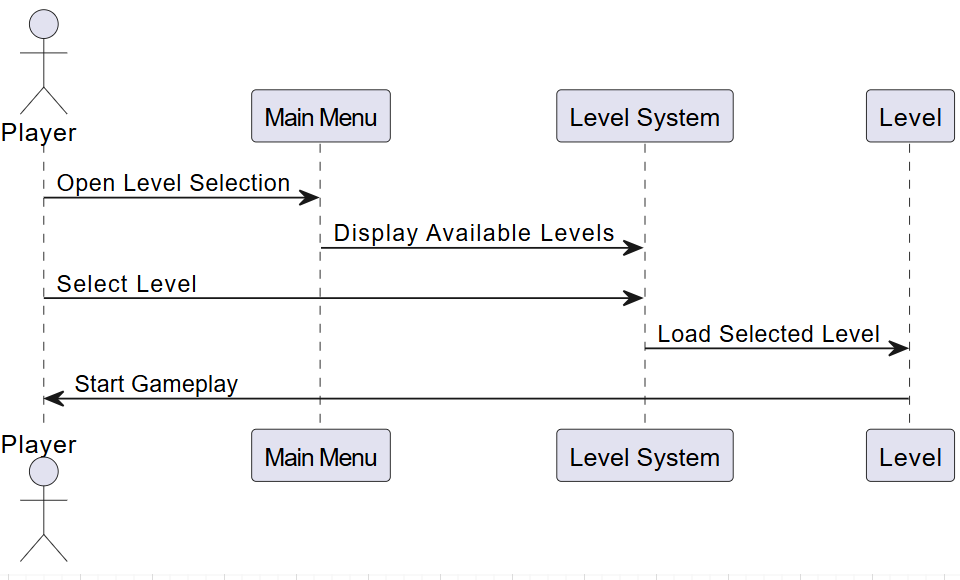 Player
Main Menu
Level System
Level
Open Level Selection
Display Available Levels
Select Level
Load Selected Level
Start Gameplay
Player
Main Menu
Level System
Level